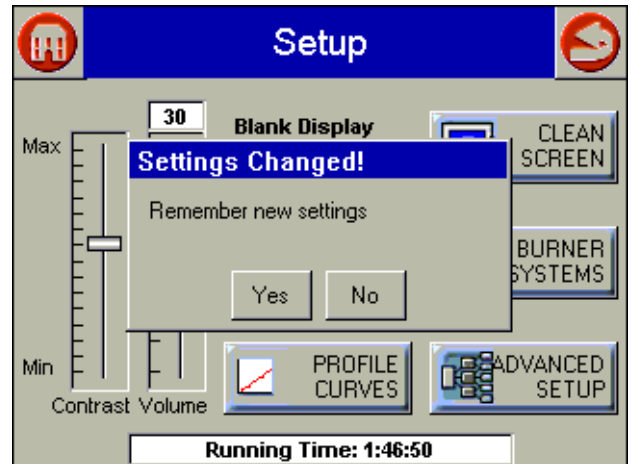 Setup
30
Blank Display
Max
CLEAN
SCREEN
Settings Changed!
Remember new settings
BURNER
SYSTEMS
Yes No
Min
PROFILE
CURVES
ADVANCED
SETUP
Contrast Volume
Running Time: 1:46:50